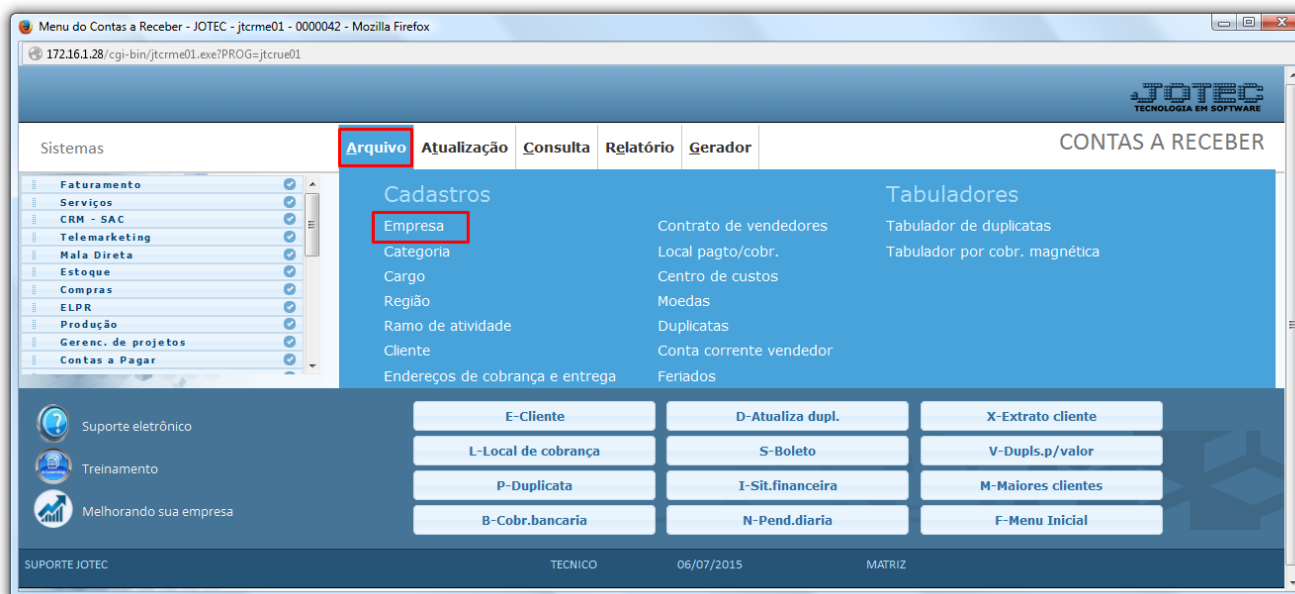 Menu do Contas a Receber - JOTEC - jtcrme01 - 0000042 - Mozilla Firefox
172.16.1.28/cgi-bin/jtcrme01.exe?PROG=jtcrue01
JOTEC
TECNOLOGIA EM SOFTWARE
Sistemas
Arquivo Atualização Consulta Relatório Gerador
CONTAS A RECEBER
Faturamento
Serviços
CRM - SAC
Telemarketing
Mala Direta
Estoque
Compras
ELPR
Produção
Gerenc. de projetos
Contas a Pagar
Cadastros
Empresa
Categoria
Cargo
Região
Ramo de atividade
Cliente
Endereços de cobrança e entrega
Contrato de vendedores
Local pagto/cobr.
Centro de custos
Moedas
Duplicatas
Conta corrente vendedor
Feriados
Tabuladores
Tabulador de duplicatas
Tabulador por cobr. magnética
Suporte eletrônico
Treinamento
Melhorando sua empresa
E-Cliente D-Atualiza dupl. X-Extrato cliente
L-Local de cobrança S-Boleto V-Dupls.p/valor
P-Duplicata I-Sit.financeira M-Maiores clientes
B-Cobr.bancaria N-Pend.diaria F-Menu Inicial
SUPORTE JOTEC TECNICO 06/07/2015 MATRIZ